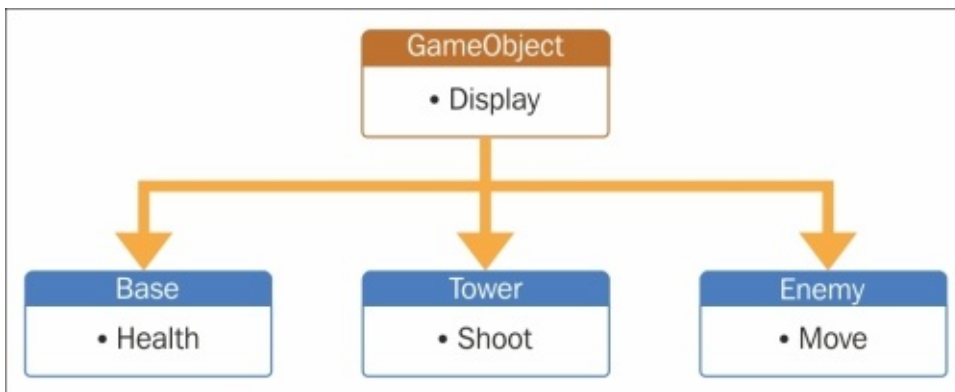 GameObject
• Display
Base
• Health
Tower
• Shoot
Enemy
• Move